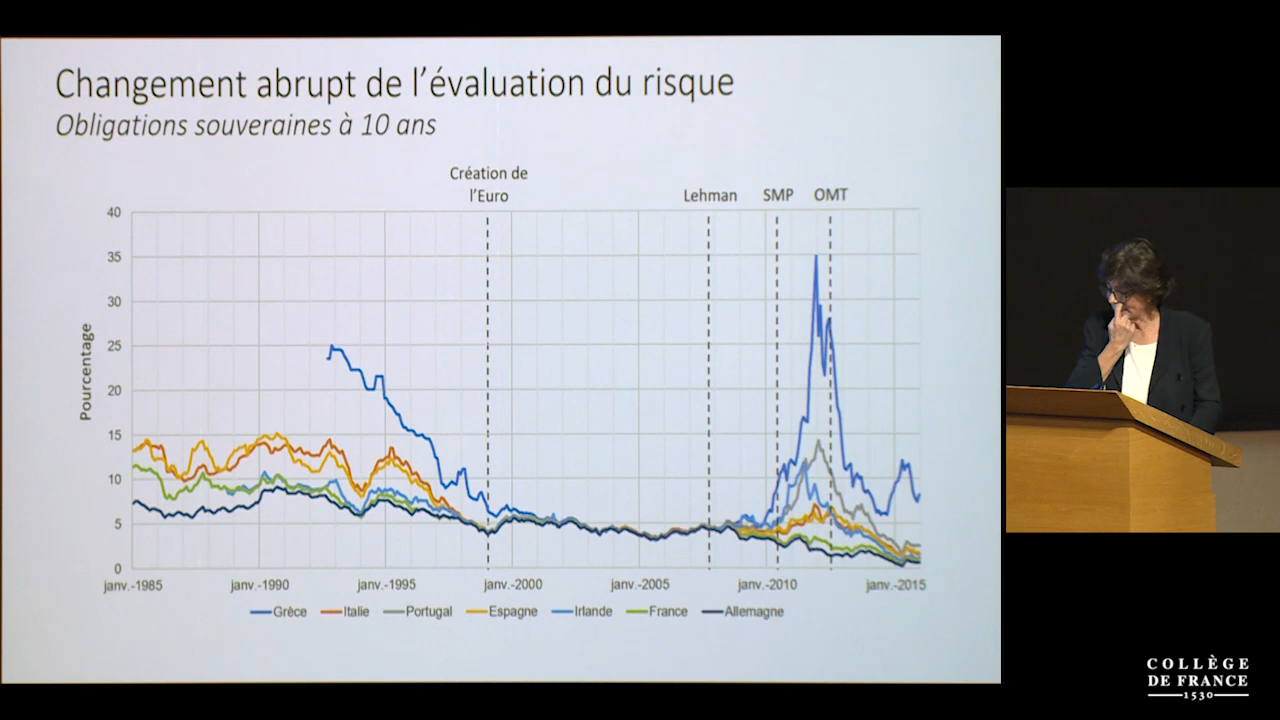 Changement abrupt de l'évaluation du risque
Obligations souveraines à 10 ans
Création de
l'Euro
Lehman
SMP
OMT
Pourcentage
40
35
30
25
20
15
10
5
0
janv.-1985
janv.-1990
janv.-1995
janv.-2000
janv.-2005
janv.-2010
janv.-2015
Grèce
Italie
Portugal
Espagne
Irlande
France
Allemagne
COLLÈGE
DE FRANCE
1530